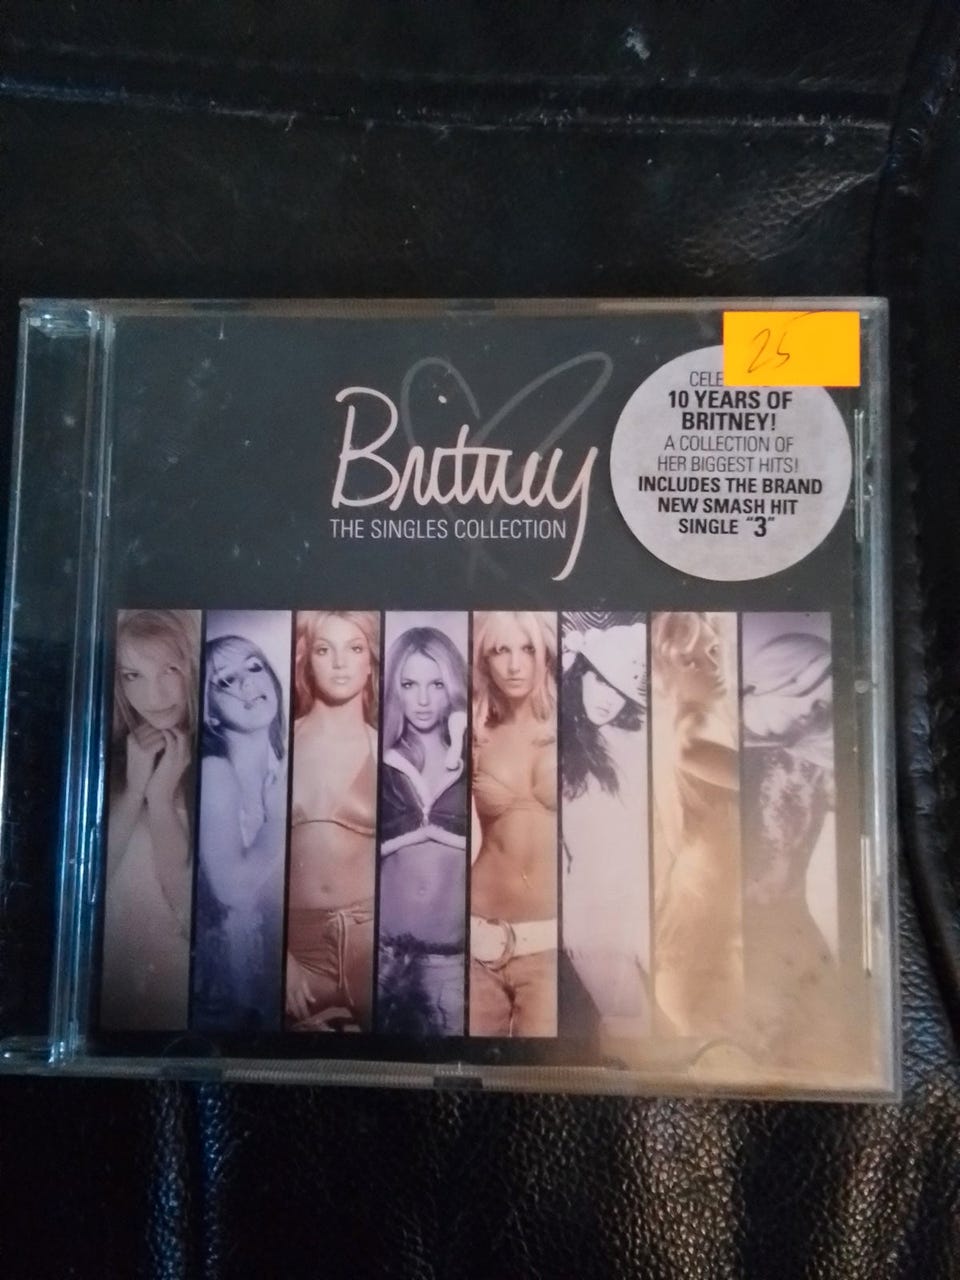 25
Britney
THE SINGLES COLLECTION
CELE
10 YEARS OF
BRITNEY!
A COLLECTION OF
HER BIGGEST HITS!
INCLUDES THE BRAND
NEW SMASH HIT
SINGLE "3"